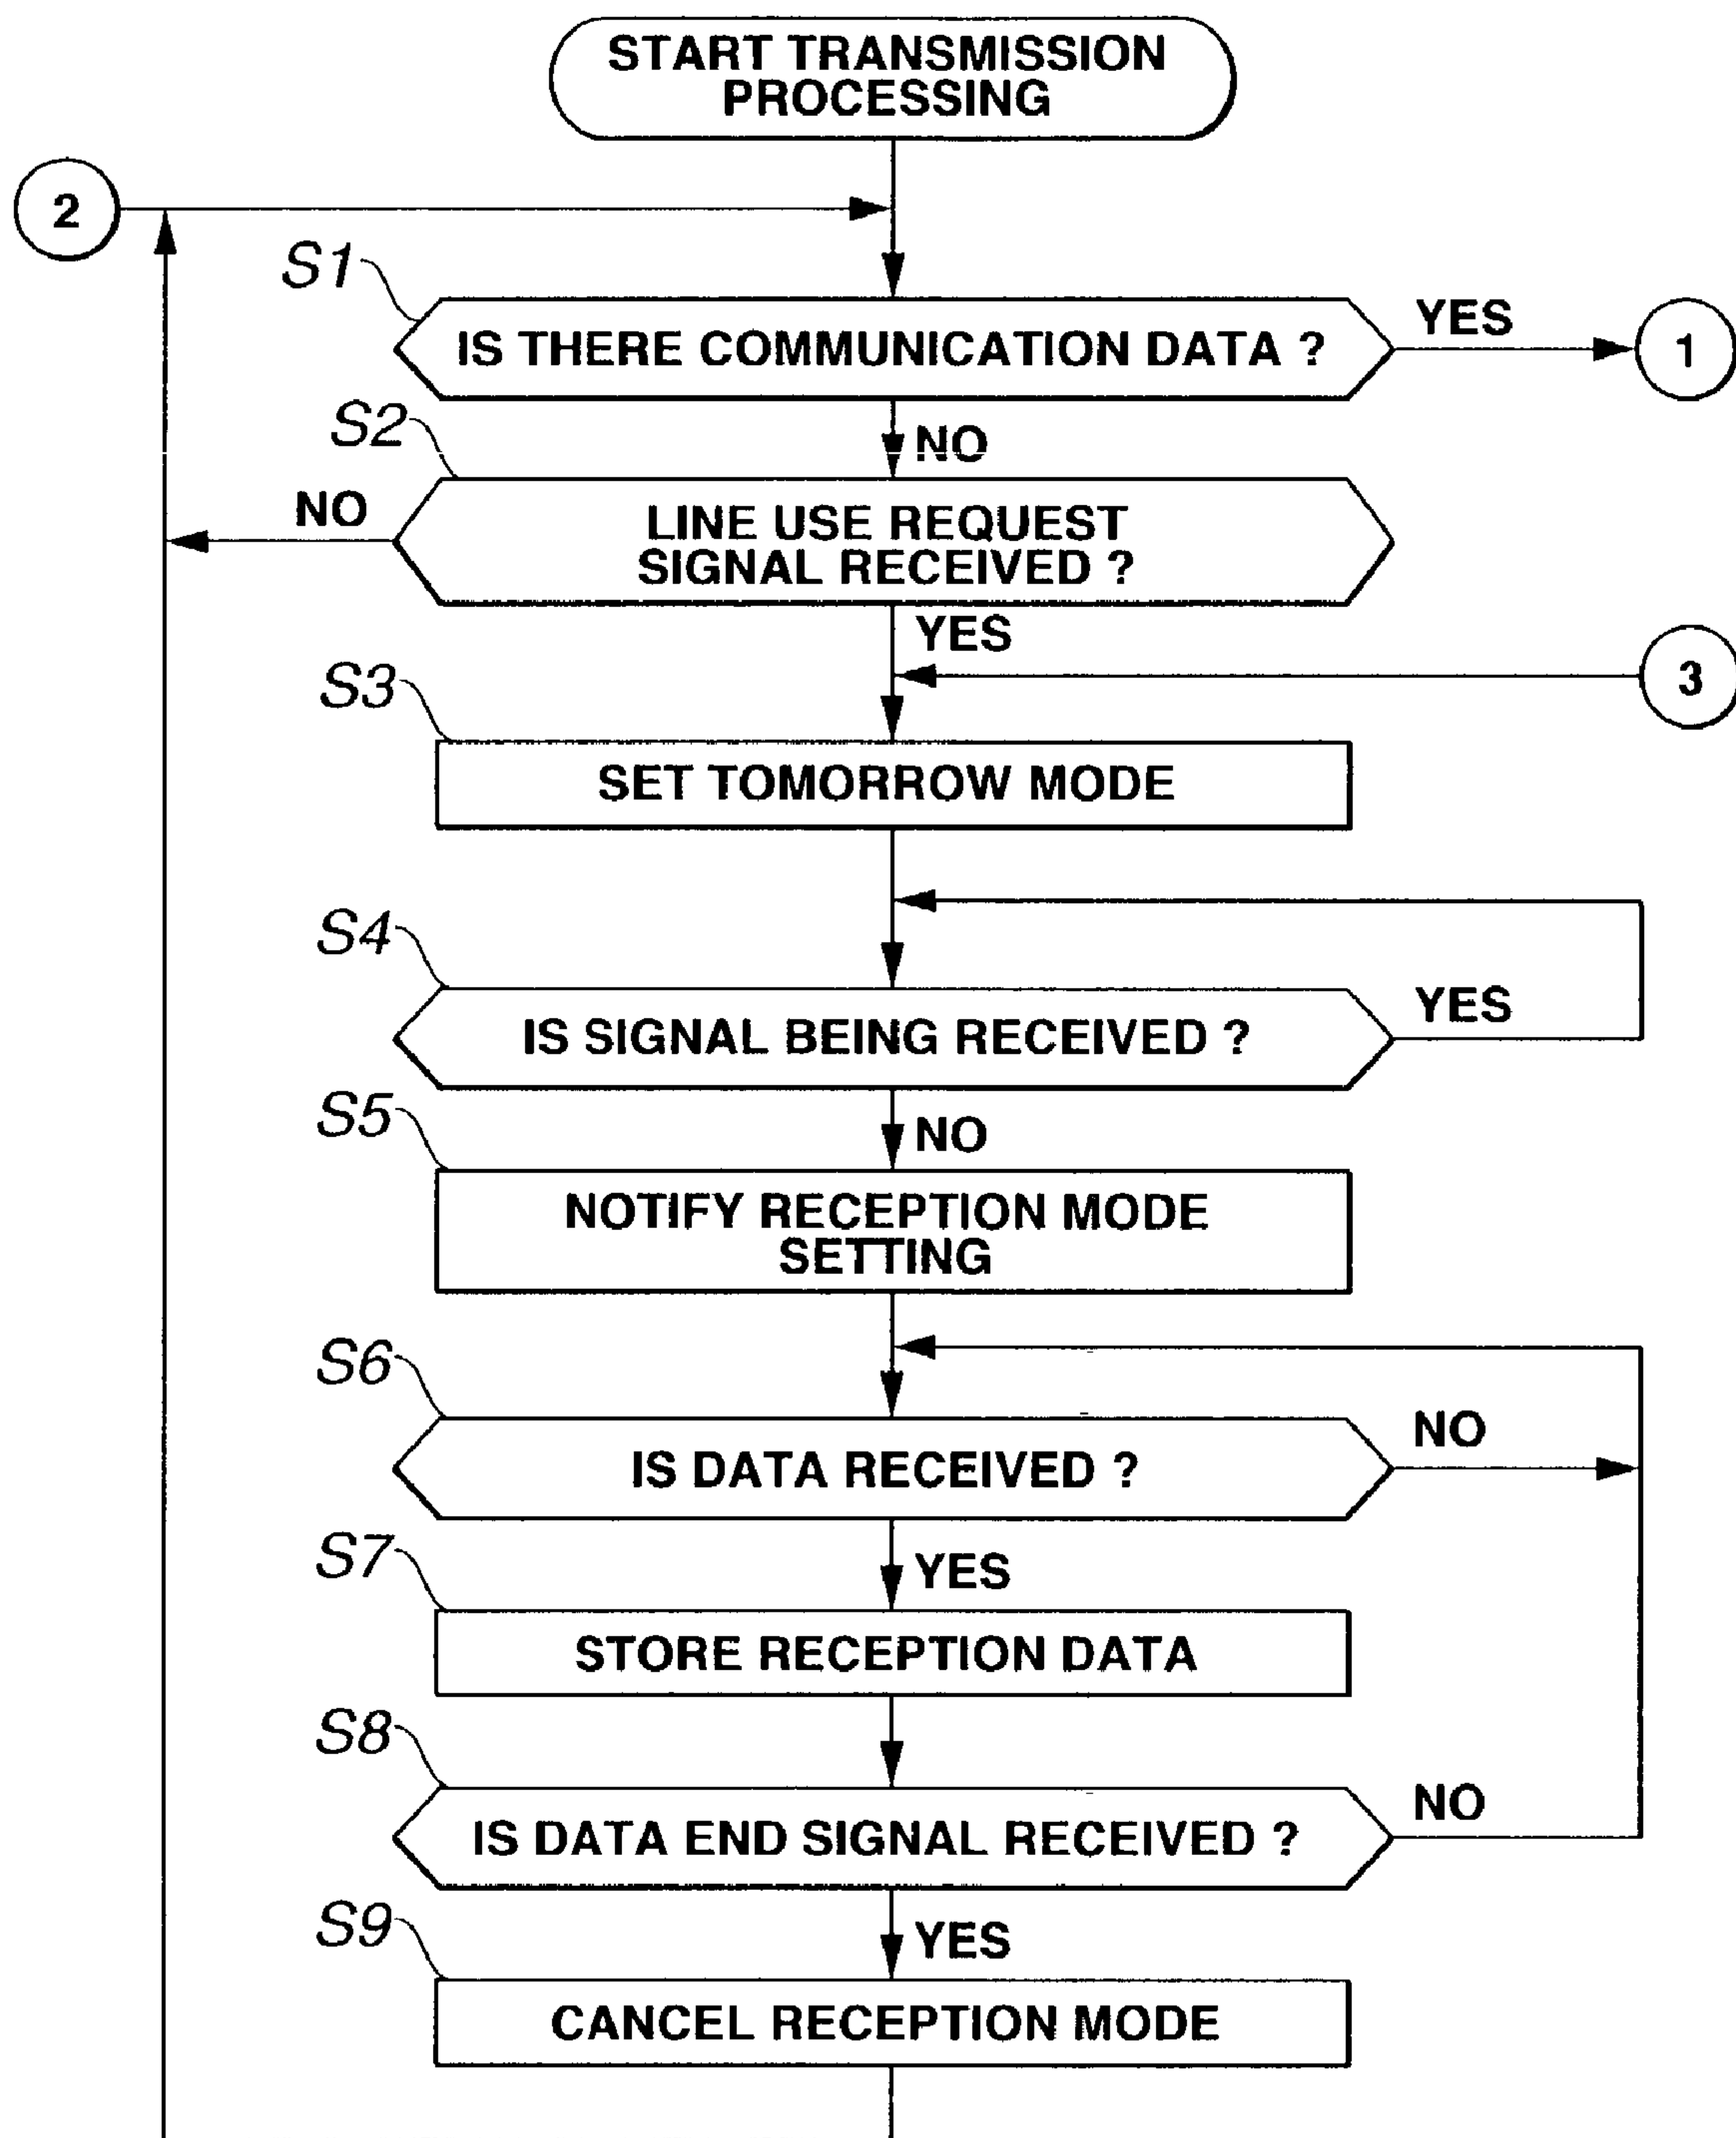 START TRANSMISSION
PROCESSING
2
S1
IS THERE COMMUNICATION DATA ?
YES
1
NO
S2
LINE USE REQUEST
SIGNAL RECEIVED ?
NO
YES
3
S3
SET TOMORROW MODE
S4
IS SIGNAL BEING RECEIVED ?
YES
NO
S5
NOTIFY RECEPTION MODE
SETTING
S6
IS DATA RECEIVED ?
NO
YES
S7
STORE RECEPTION DATA
S8
IS DATA END SIGNAL RECEIVED ?
NO
YES
S9
CANCEL RECEPTION MODE